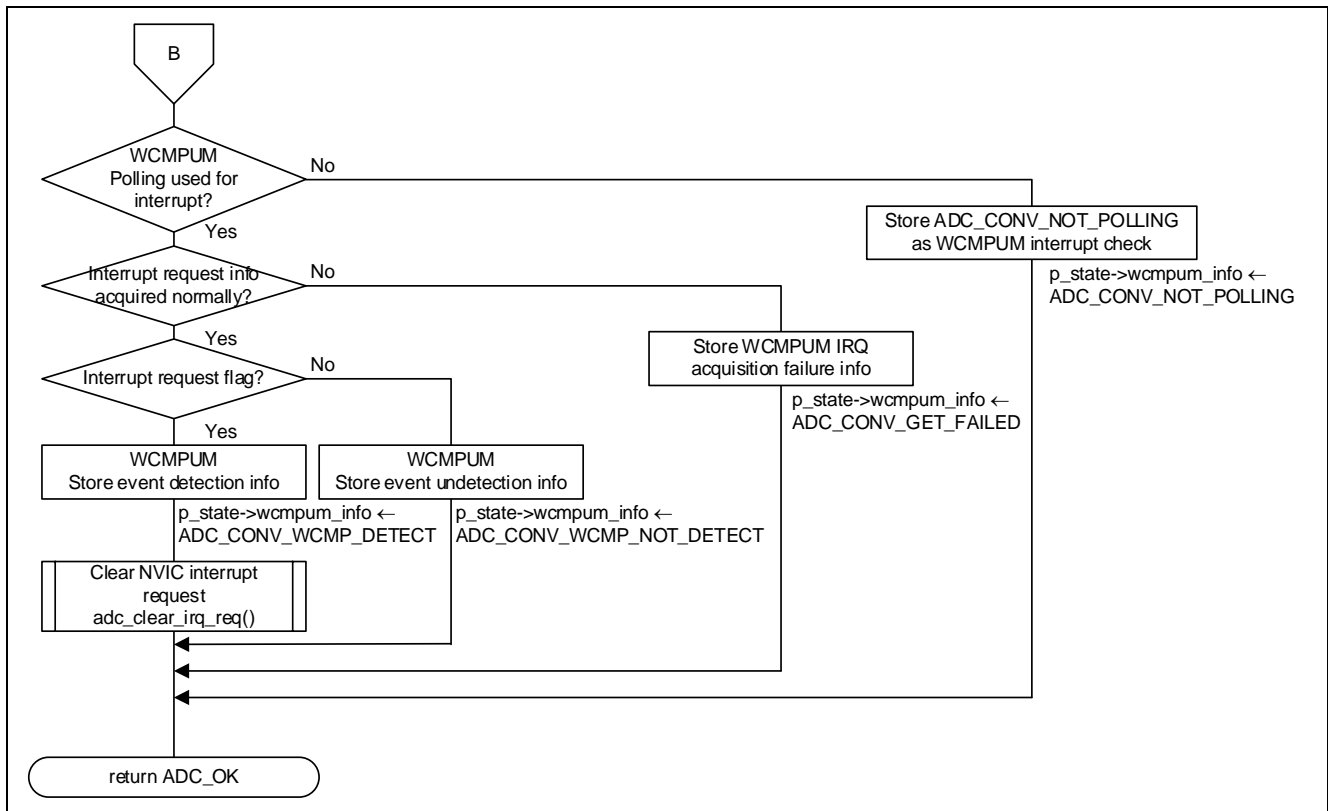 B
WCMPUM
Polling used for
interrupt?
No
Yes
Store ADC_CONV_NOT_POLLING
as WCMPUM interrupt check
p_state->wcmpum_info ←
ADC_CONV_NOT_POLLING
Interrupt request info
acquired normally?
No
Yes
Store WCMPUM IRQ
acquisition failure info
p_state->wcmpum_info ←
ADC_CONV_GET_FAILED
Interrupt request flag?
No
Yes
WCMPUM
Store event detection info
p_state->wcmpum_info ←
ADC_CONV_WCMP_DETECT
WCMPUM
Store event undetection info
p_state->wcmpum_info ←
ADC_CONV_WCMP_NOT_DETECT
Clear NVIC interrupt
request
adc_clear_irq_req()
return ADC_OK